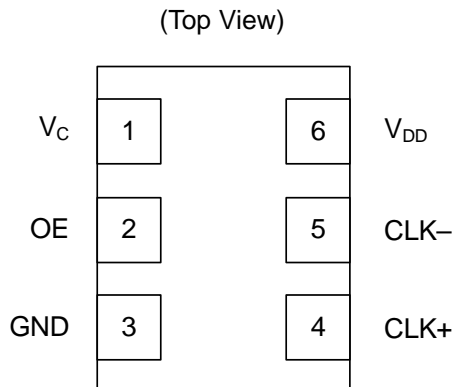 (Top View)
V_C 1 6 V_DD
OE 2 5 CLK–
GND 3 4 CLK+